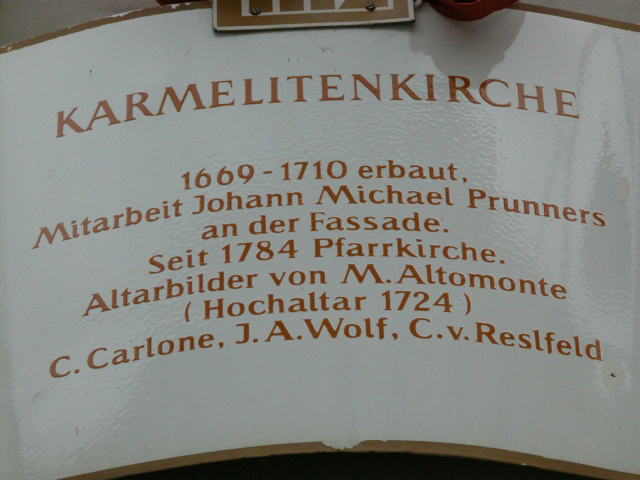 KARMELITENKIRCHE
1669 - 1710 erbaut,
Mitarbeit Johann Michael Prunners
an der Fassade.
Seit 1784 Pfarrkirche.
Altarbilder von M. Altomonte
( Hochaltar 1724 )
C. Carlone, J. A. Wolf, C. v. Reslfeld